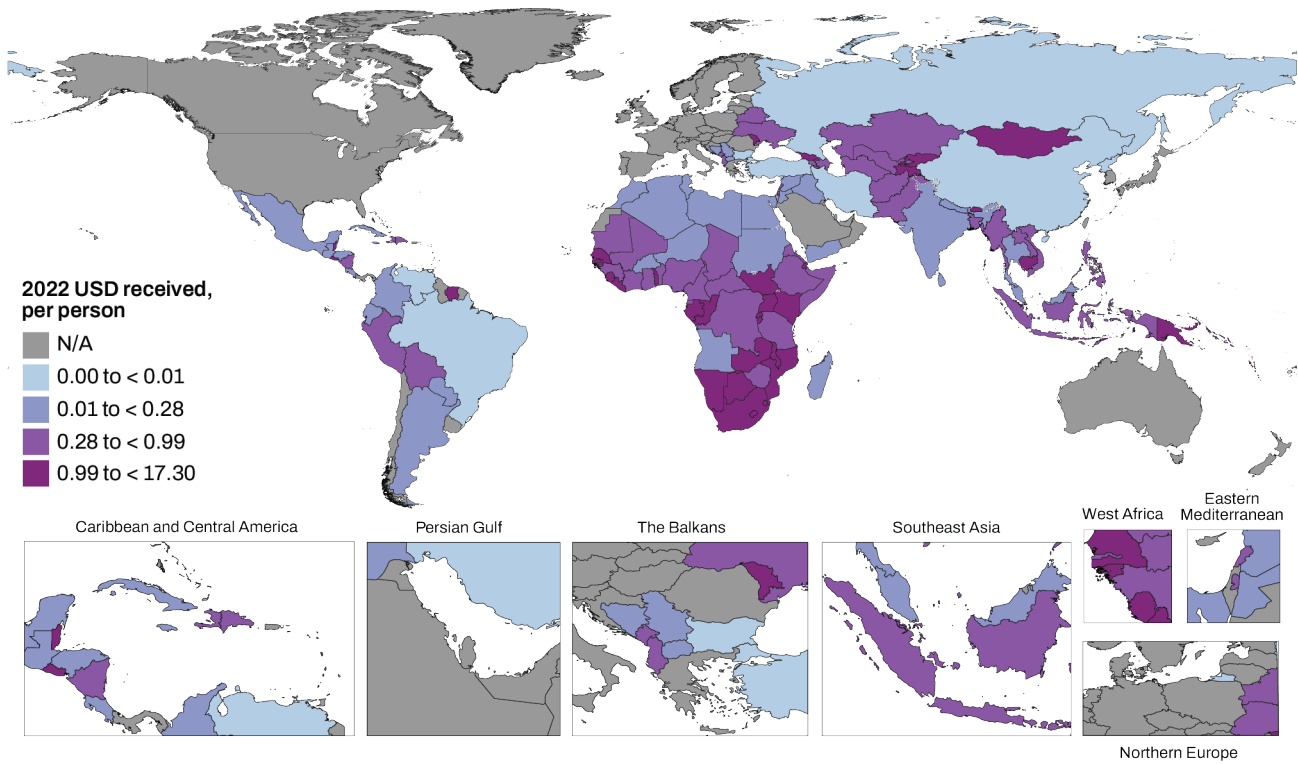 2022 USD received,
per person
N/A
0.00 to < 0.01
0.01 to < 0.28
0.28 to < 0.99
0.99 to < 17.30
Caribbean and Central America
Persian Gulf
The Balkans
Southeast Asia
West Africa
Eastern
Mediterranean
Northern Europe